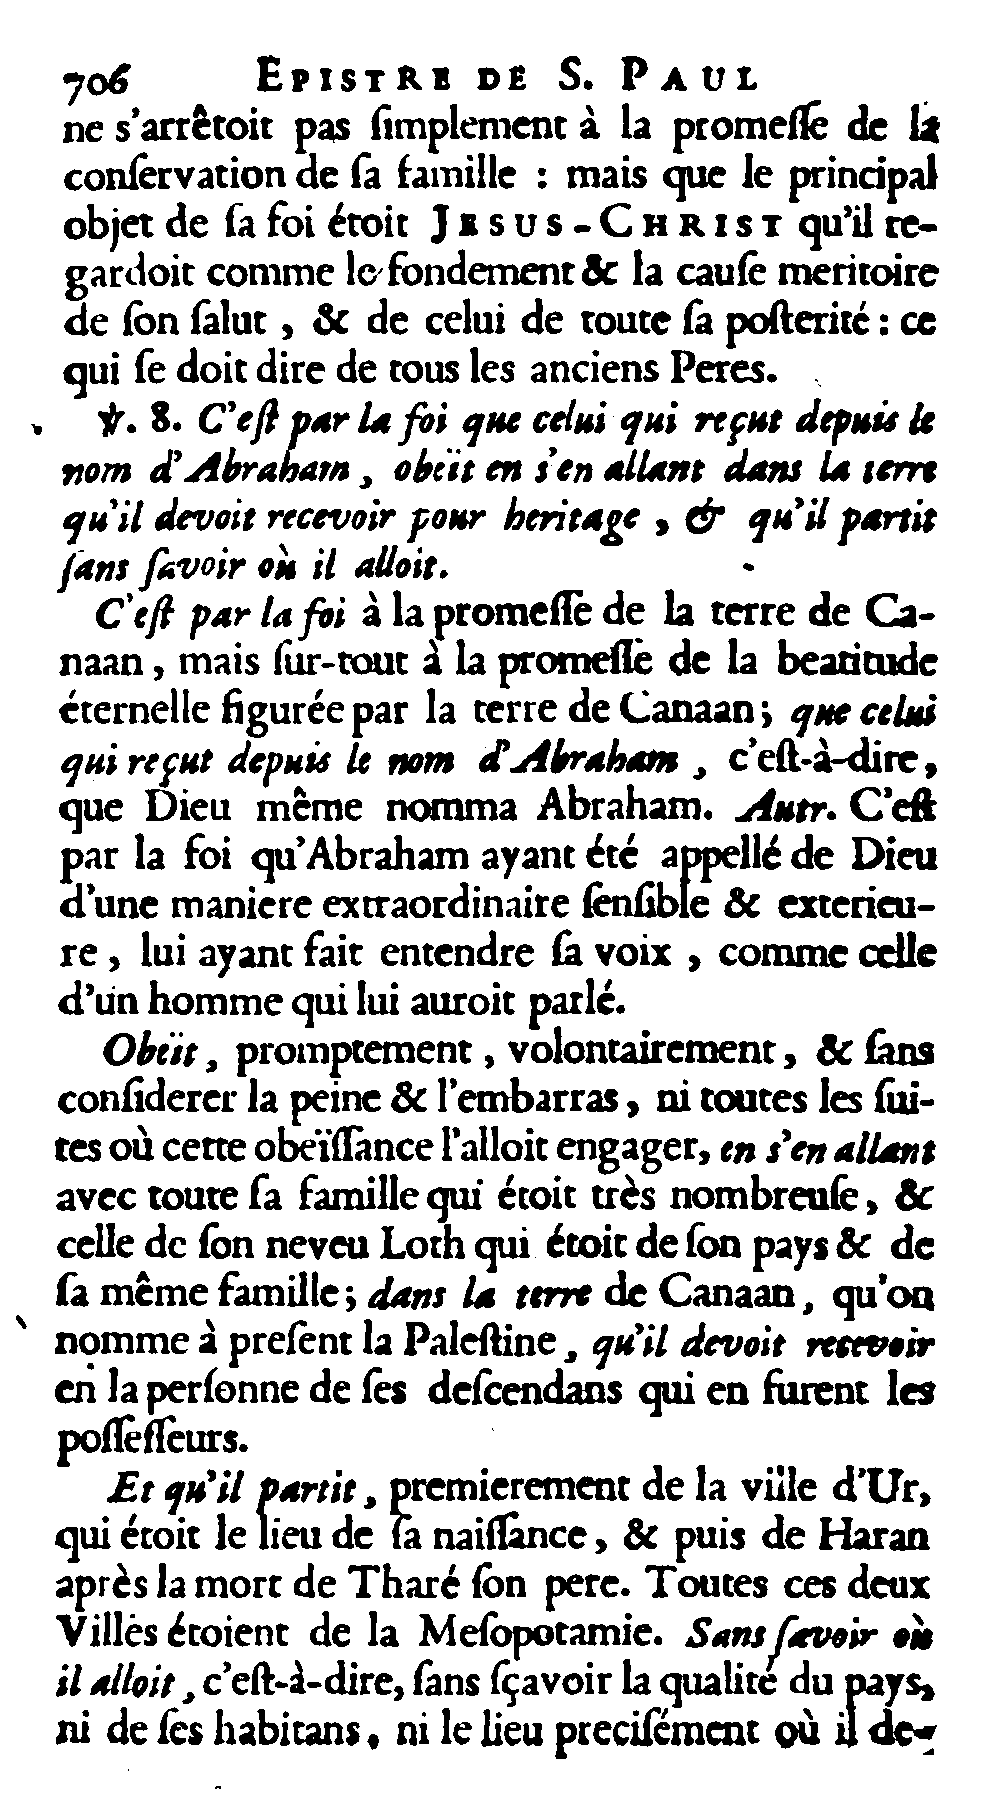 706 EPISTRE DE S. PAUL
ne s'arrêtoit pas ſimplement à la promeſſe de la
conſervation de ſa famille : mais que le principal
objet de ſa foi étoit JESUS-CHRIST qu'il re-
gardoit comme le fondement & la cauſe meritoire
de ſon ſalut , & de celui de toute ſa poſterité : ce
qui ſe doit dire de tous les anciens Peres.
℣. 8. C'eſt par la foi que celui qui reçut depuis le
nom d'Abraham , obeït en s'en allant dans la terre
qu'il devoit recevoir pour heritage , & qu'il partit
ſans ſavoir où il alloit.
C'eſt par la foi à la promeſſe de la terre de Ca-
naan , mais ſur-tout à la promeſſe de la beatitude
éternelle figurée par la terre de Canaan ; que celui
qui reçut depuis le nom d'Abraham , c'eſt-à-dire,
que Dieu même nomma Abraham. Autr. C'eſt
par la foi qu'Abraham ayant été appellé de Dieu
d'une maniere extraordinaire ſenſible & exterieu-
re , lui ayant fait entendre ſa voix , comme celle
d'un homme qui lui auroit parlé.
Obeït , promptement , volontairement , & ſans
conſiderer la peine & l'embarras , ni toutes les ſui-
tes où cette obeïſſance l'alloit engager, en s'en allant
avec toute ſa famille qui étoit très nombreuſe , &
celle de ſon neveu Loth qui étoit de ſon pays & de
ſa même famille ; dans la terre de Canaan , qu'on
nomme à preſent la Paleſtine , qu'il devoit recevoir
en la perſonne de ſes deſcendans qui en furent les
poſſeſſeurs.
Et qu'il partit , premierement de la ville d'Ur,
qui étoit le lieu de ſa naiſſance , & puis de Haran
après la mort de Tharé ſon pere. Toutes ces deux
Villes étoient de la Meſopotamie. Sans ſavoir où
il alloit , c'eſt-à-dire, ſans ſçavoir la qualité du pays,
ni de ſes habitans , ni le lieu preciſément où il de-